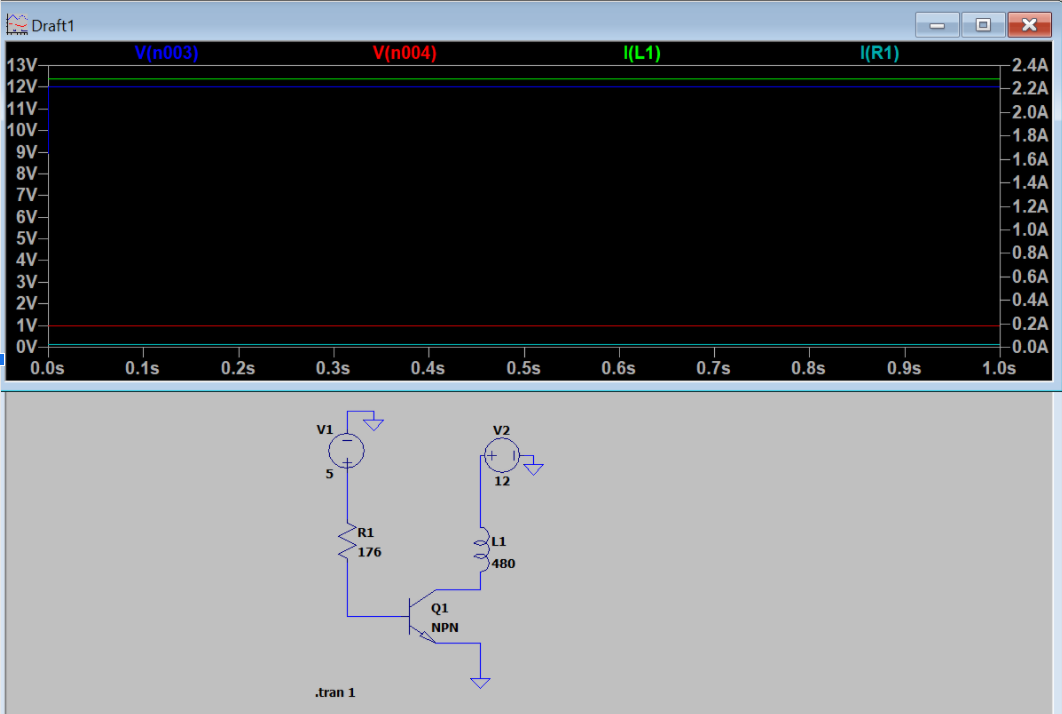 Draft1
V(n003) V(n004) I(L1) I(R1)
13V 2.4A
12V 2.2A
11V 2.0A
10V 1.8A
9V 1.6A
8V 1.4A
7V 1.2A
6V 1.0A
5V 0.8A
4V 0.6A
3V 0.4A
2V 0.2A
1V 0.0A
0V
0.0s 0.1s 0.2s 0.3s 0.4s 0.5s 0.6s 0.7s 0.8s 0.9s 1.0s
V1
5
V2
12
R1
176
L1
480
Q1
NPN
.tran 1